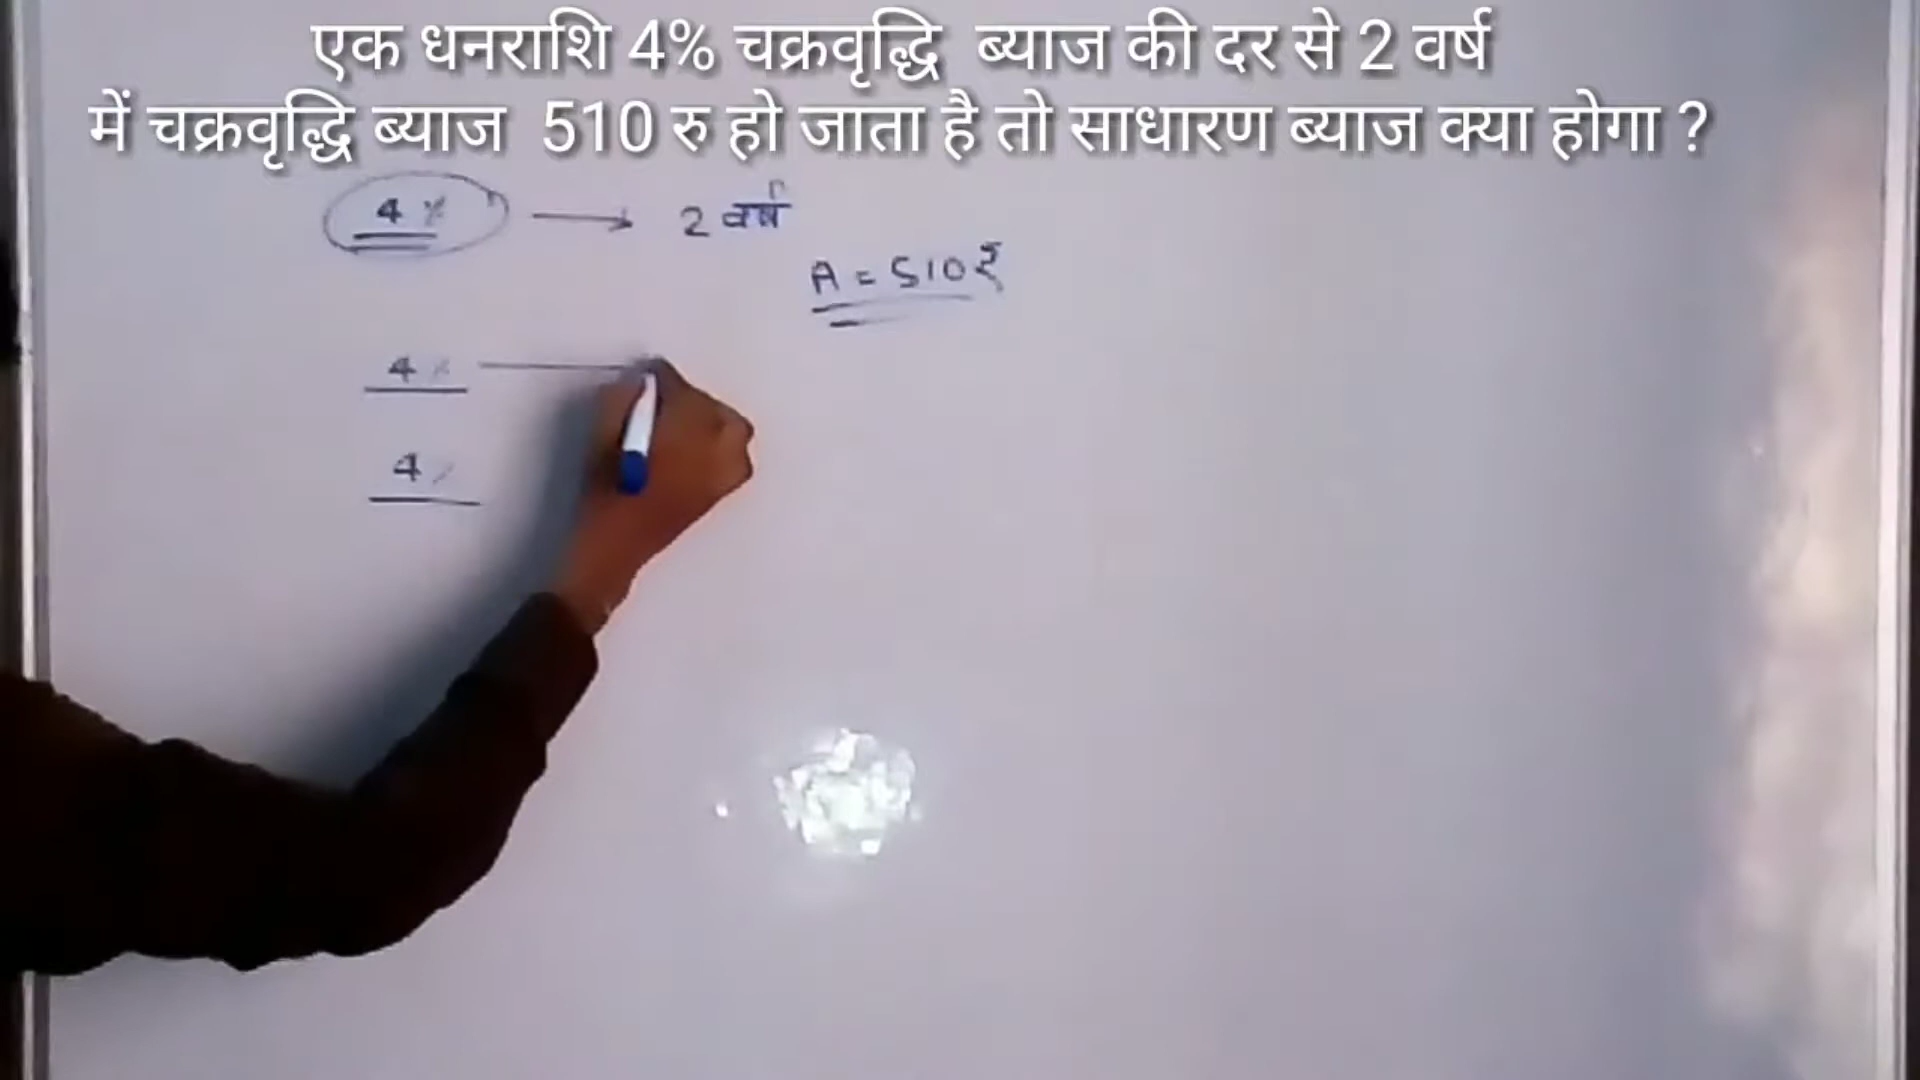 एक धनराशि 4% चक्रवृद्धि ब्याज की दर से 2 वर्ष
में चक्रवृद्धि ब्याज 510 रु हो जाता है तो साधारण ब्याज क्या होगा ?
4 % → 2 वर्ष
A = 510 ₹
4 %
4 %